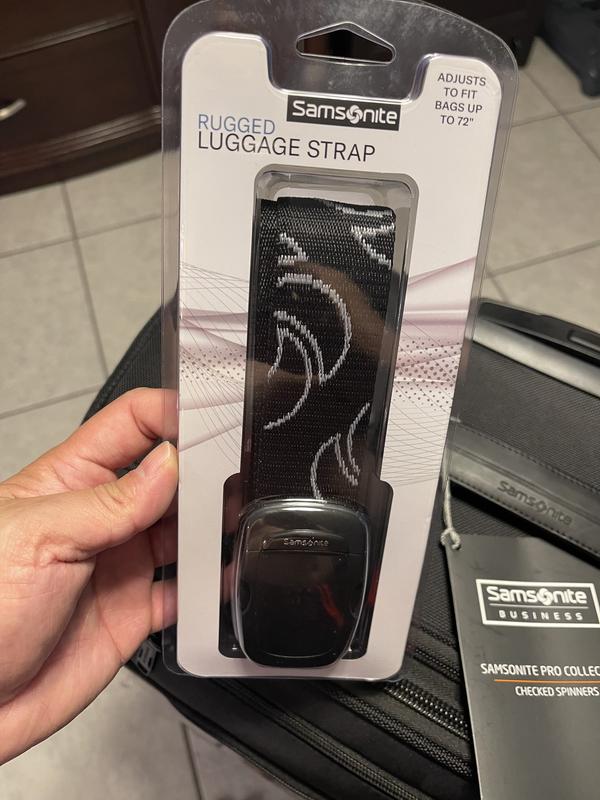 Samsonite
RUGGED
LUGGAGE STRAP
ADJUSTS
TO FIT
BAGS UP
TO 72"
Samsonite
Samsonite
Samsonite
BUSINESS
SAMSONITE PRO COLLEC
CHECKED SPINNERS